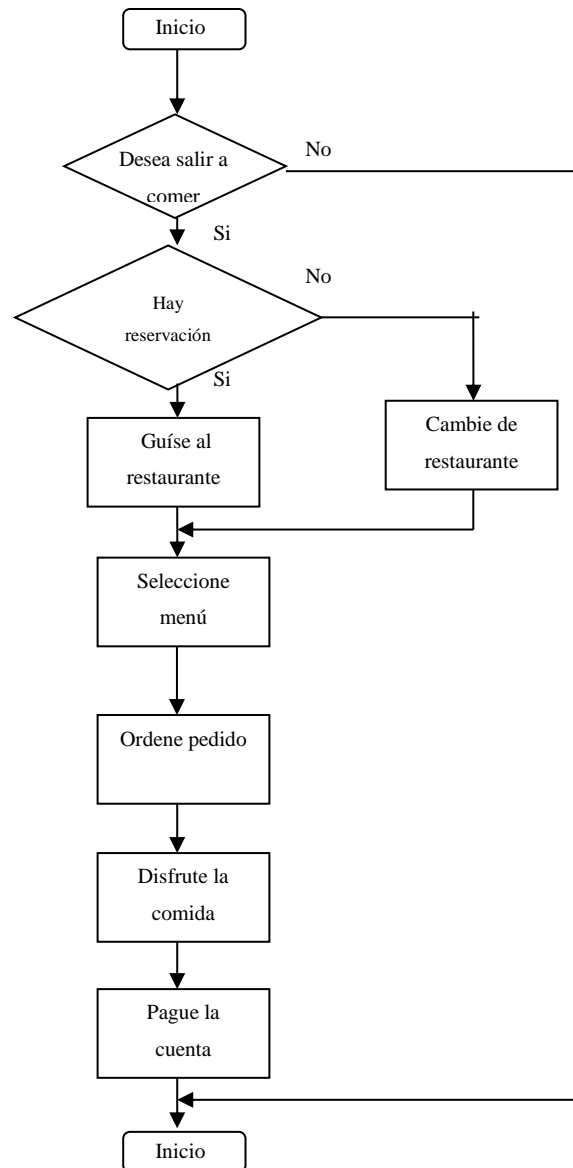 Inicio
Desea salir a
No
comer
Si
No
Hay
reservación
Si
Guíse al
restaurante
Cambie de
restaurante
Seleccione
menú
Ordene pedido
Disfrute la
comida
Pague la
cuenta
Inicio